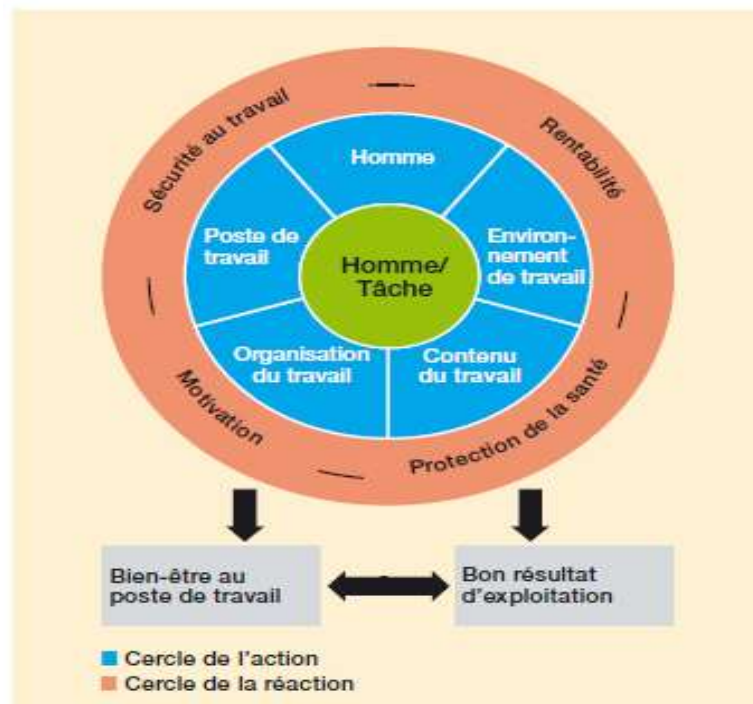 Sécurité au travail
Rentabilité
Homme
Poste de
travail
Environ-
nement
de travail
Homme/
Tâche
Organisation
du travail
Contenu
du travail
Motivation
Protection de la santé
Bien-être au
poste de travail
Bon résultat
d'exploitation
Cercle de l'action
Cercle de la réaction